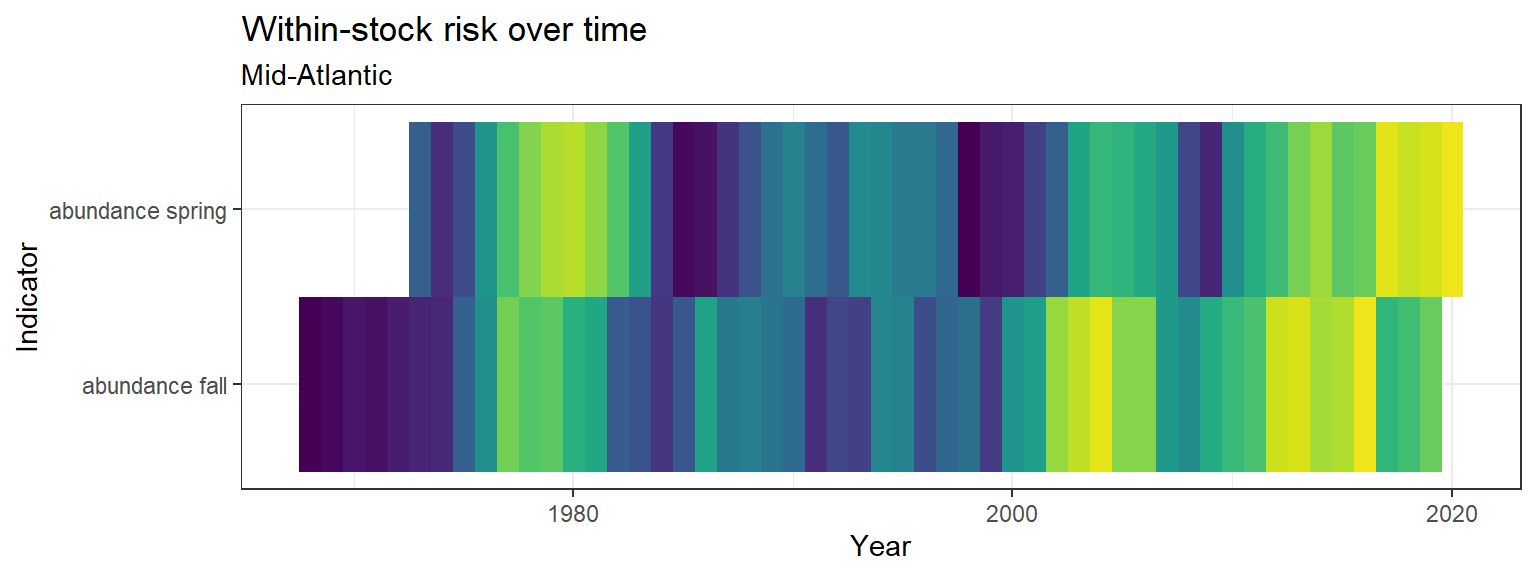 Within-stock risk over time
Mid-Atlantic
abundance spring
abundance fall
Indicator
1980
2000
2020
Year